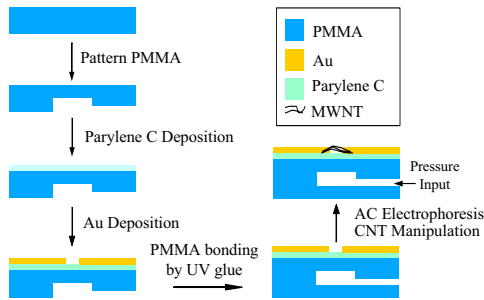 Pattern PMMA
Parylene C Deposition
Au Deposition
PMMA bonding
by UV glue
AC Electrophoresis
CNT Manipulation
Pressure
Input
PMMA
Au
Parylene C
MWNT